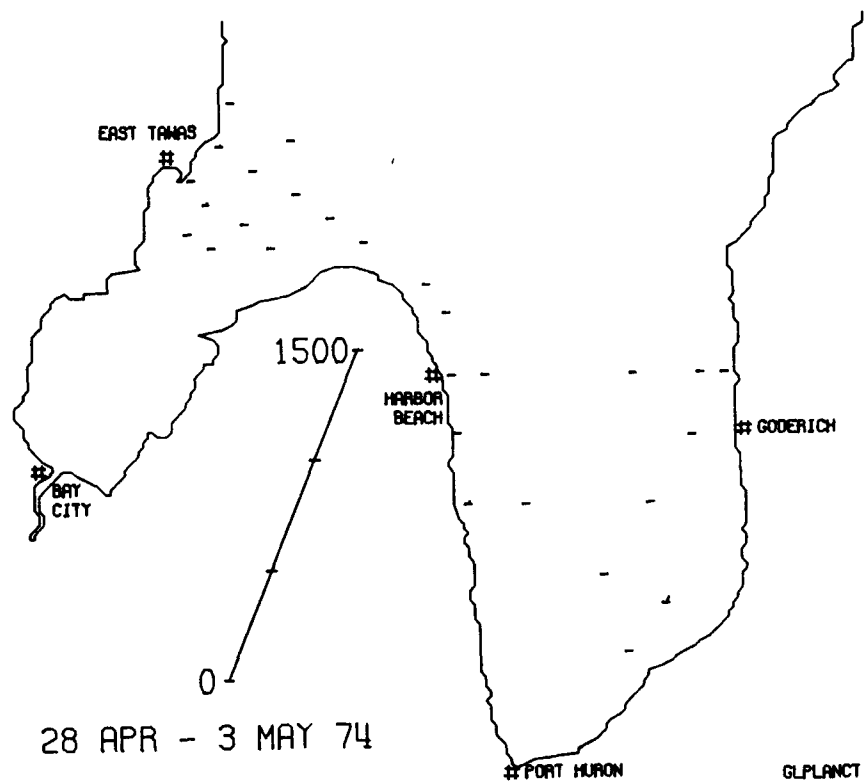 EAST TAWAS
1500
HARBOR
BEACH
GODERICH
BAY
CITY
0
28 APR - 3 MAY 74
PORT HURON
GLPLANCT